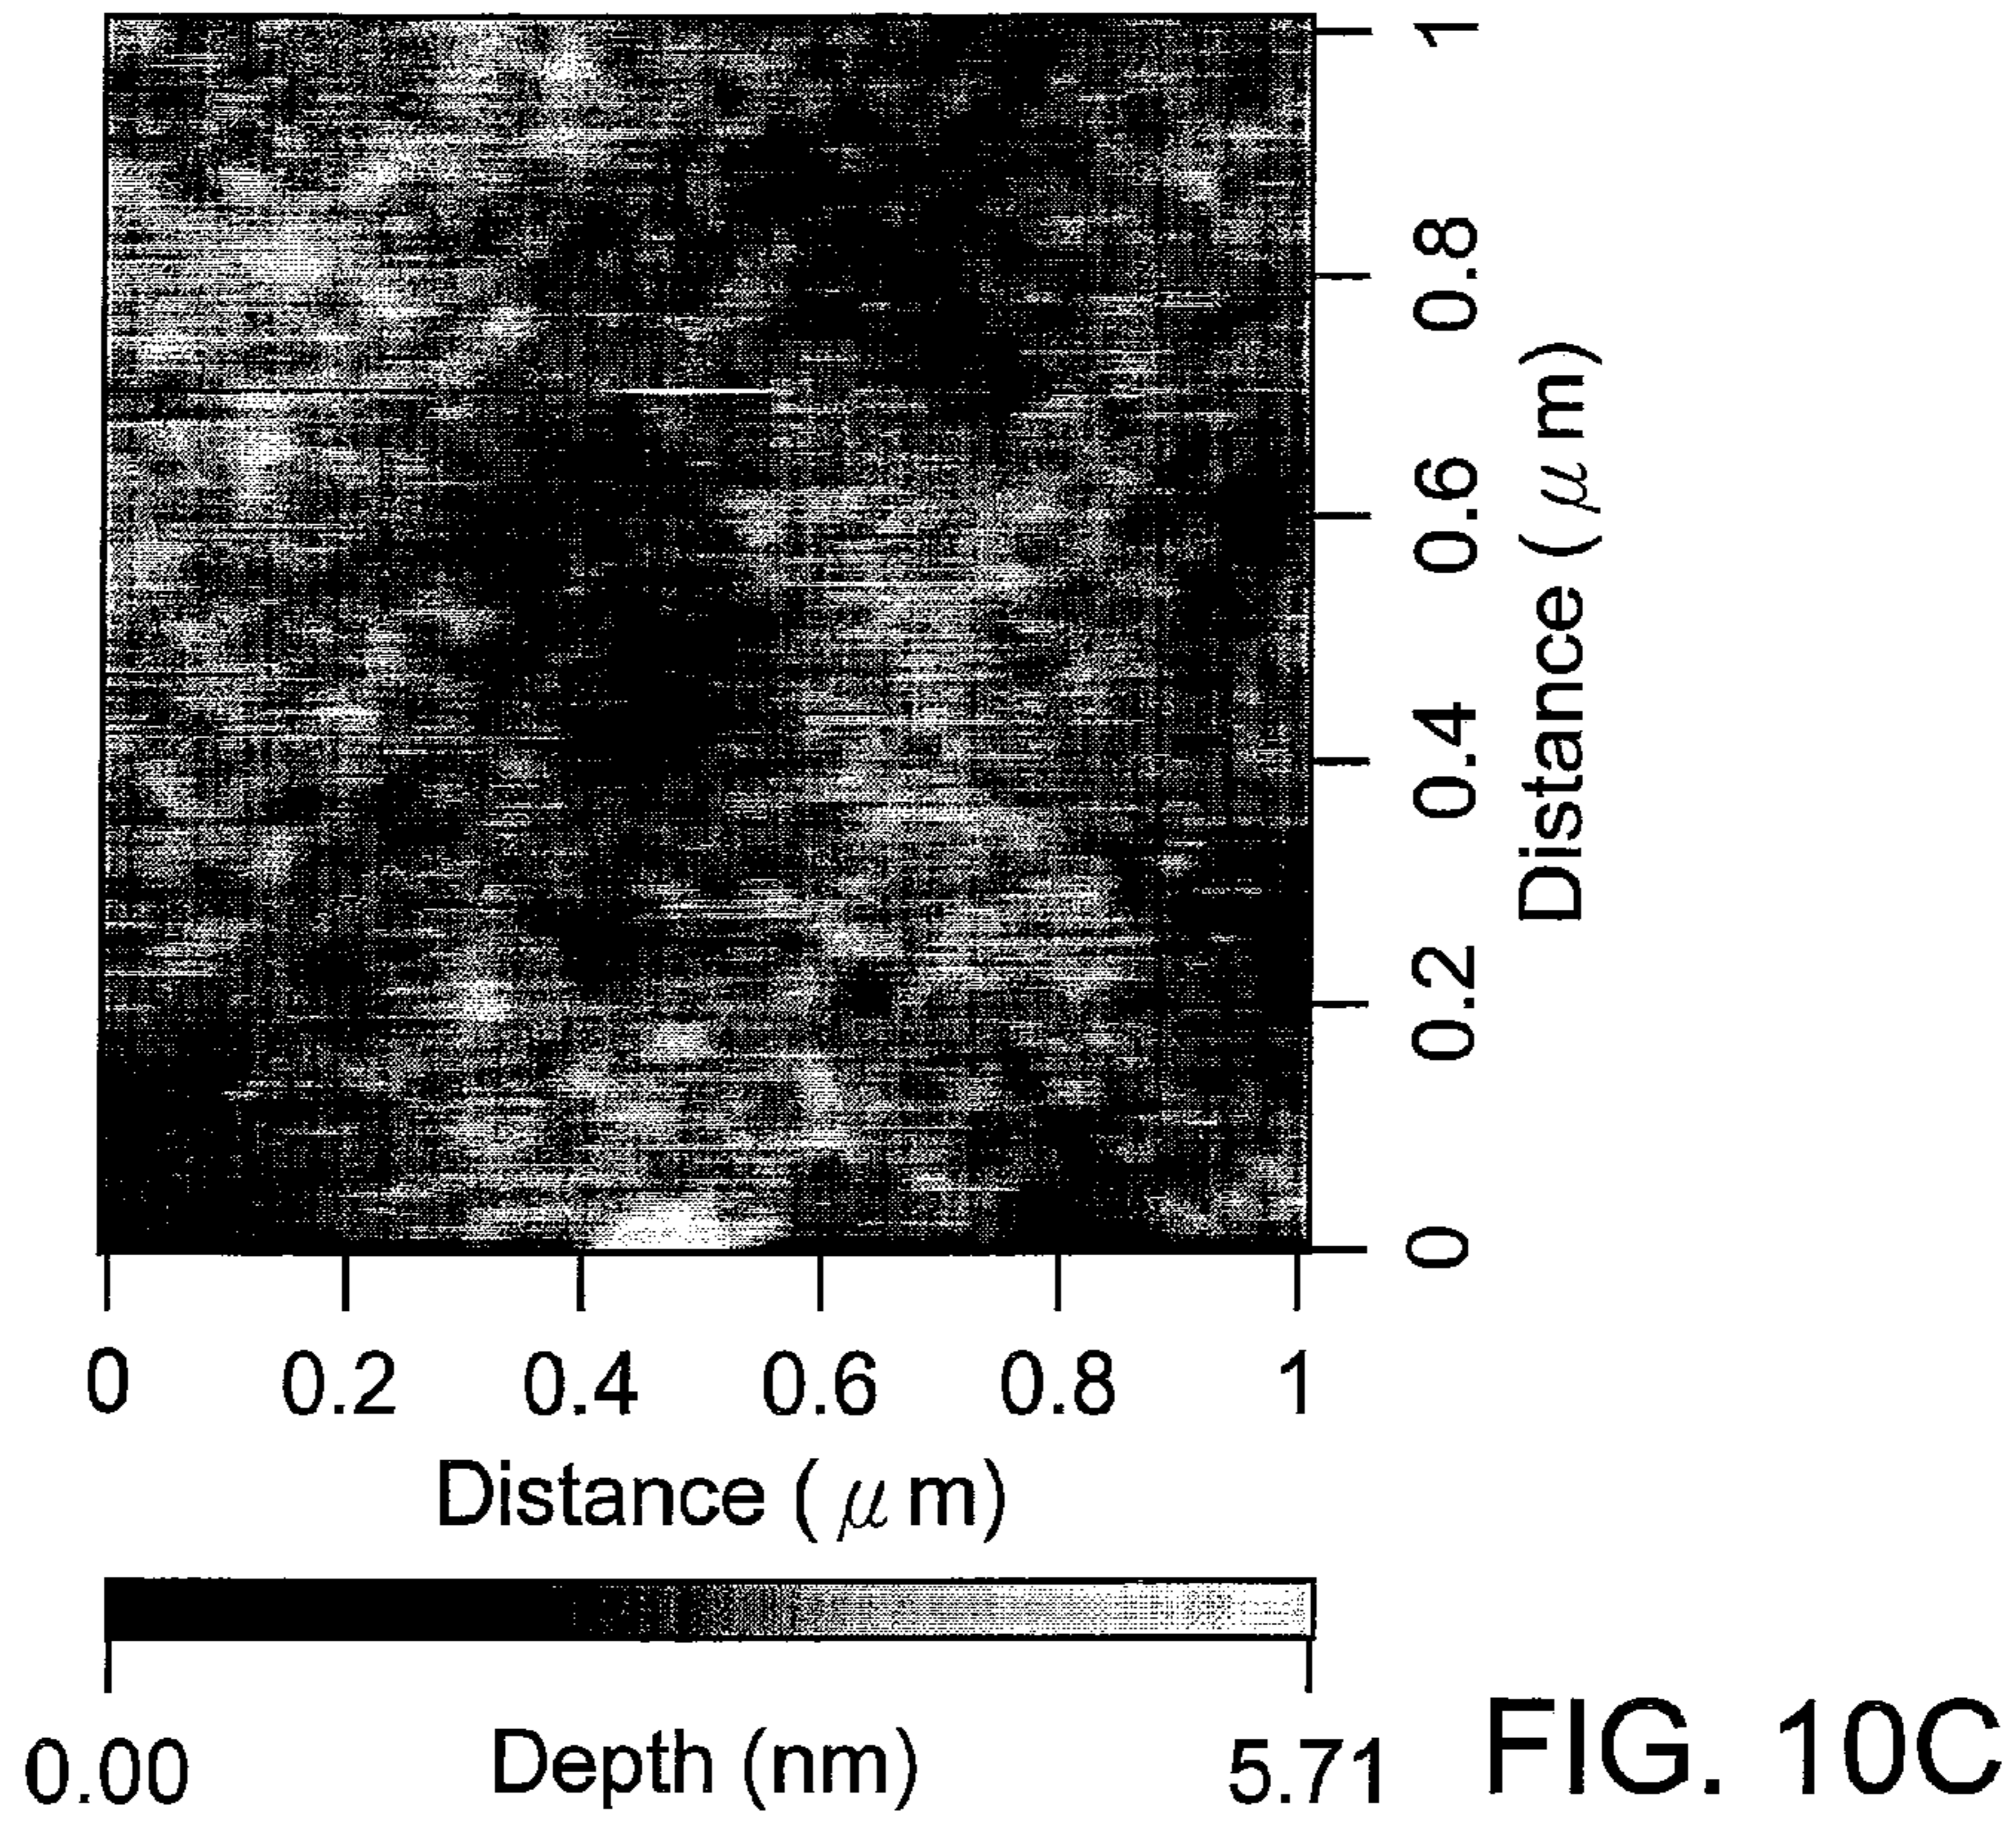 1
0.8
0.6
0.4
0.2
0
Distance (μm)
0 0.2 0.4 0.6 0.8 1
Distance (μm)
0.00 Depth (nm) 5.71
FIG. 10C